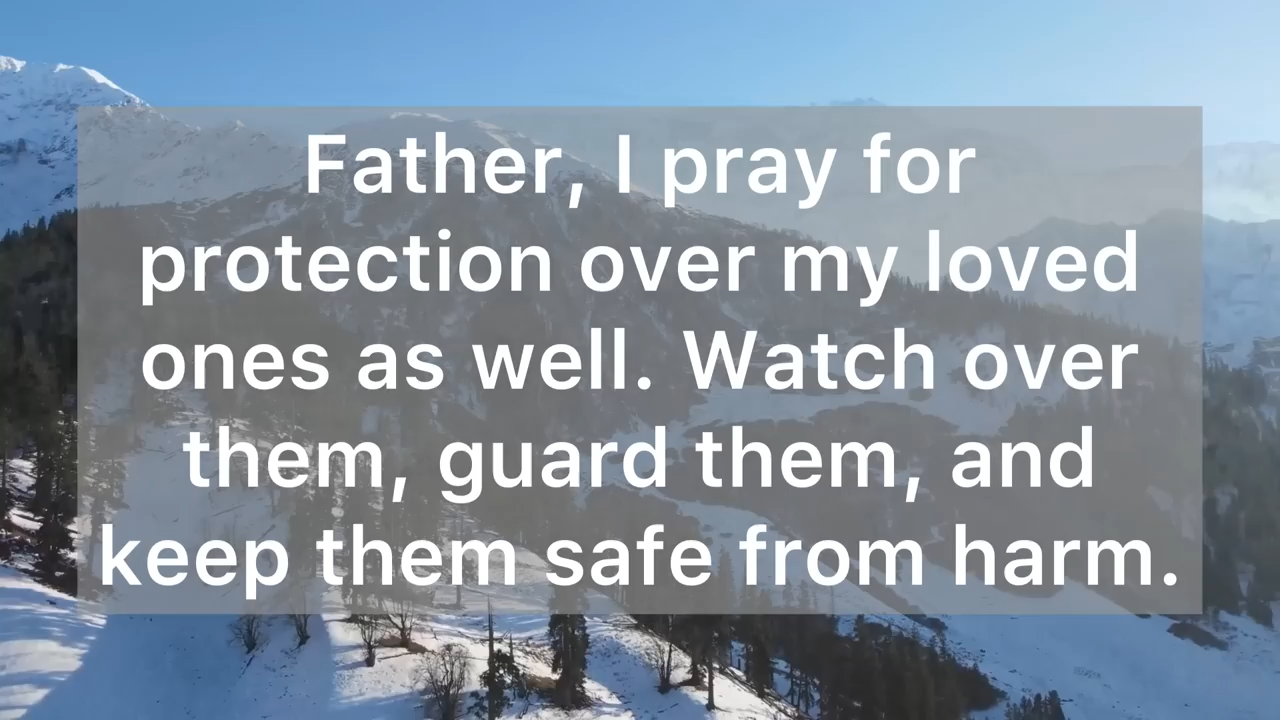 Father, I pray for
protection over my loved
ones as well. Watch over
them, guard them, and
keep them safe from harm.